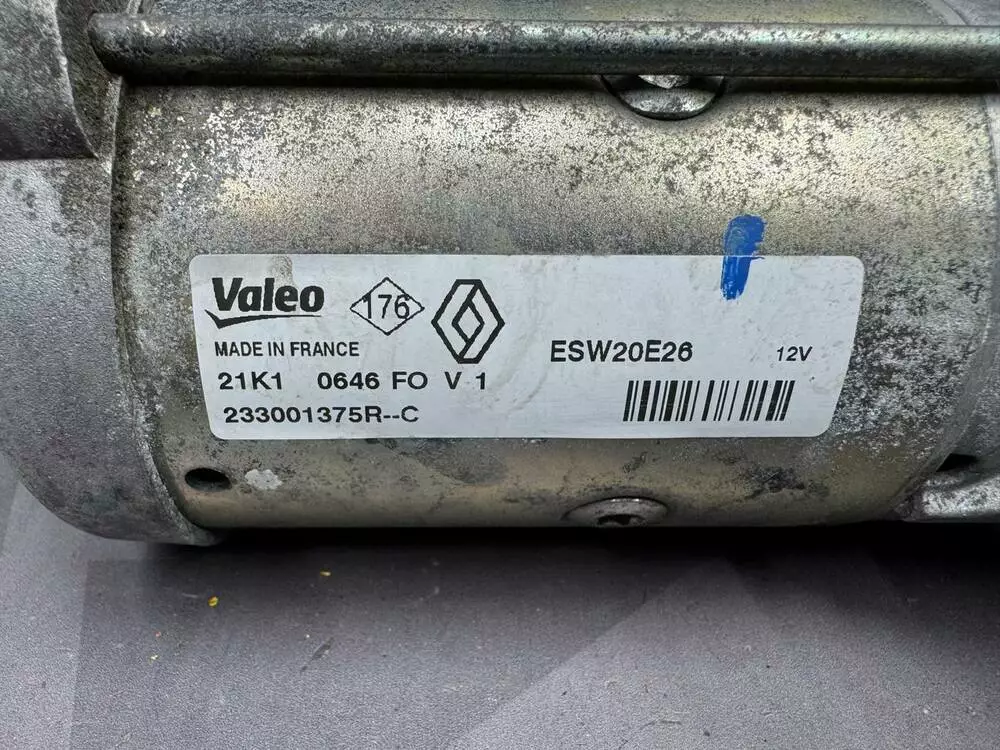 Valeo 176
MADE IN FRANCE ESW20E26 12V
21K1 0646 FO V 1
233001375R--C